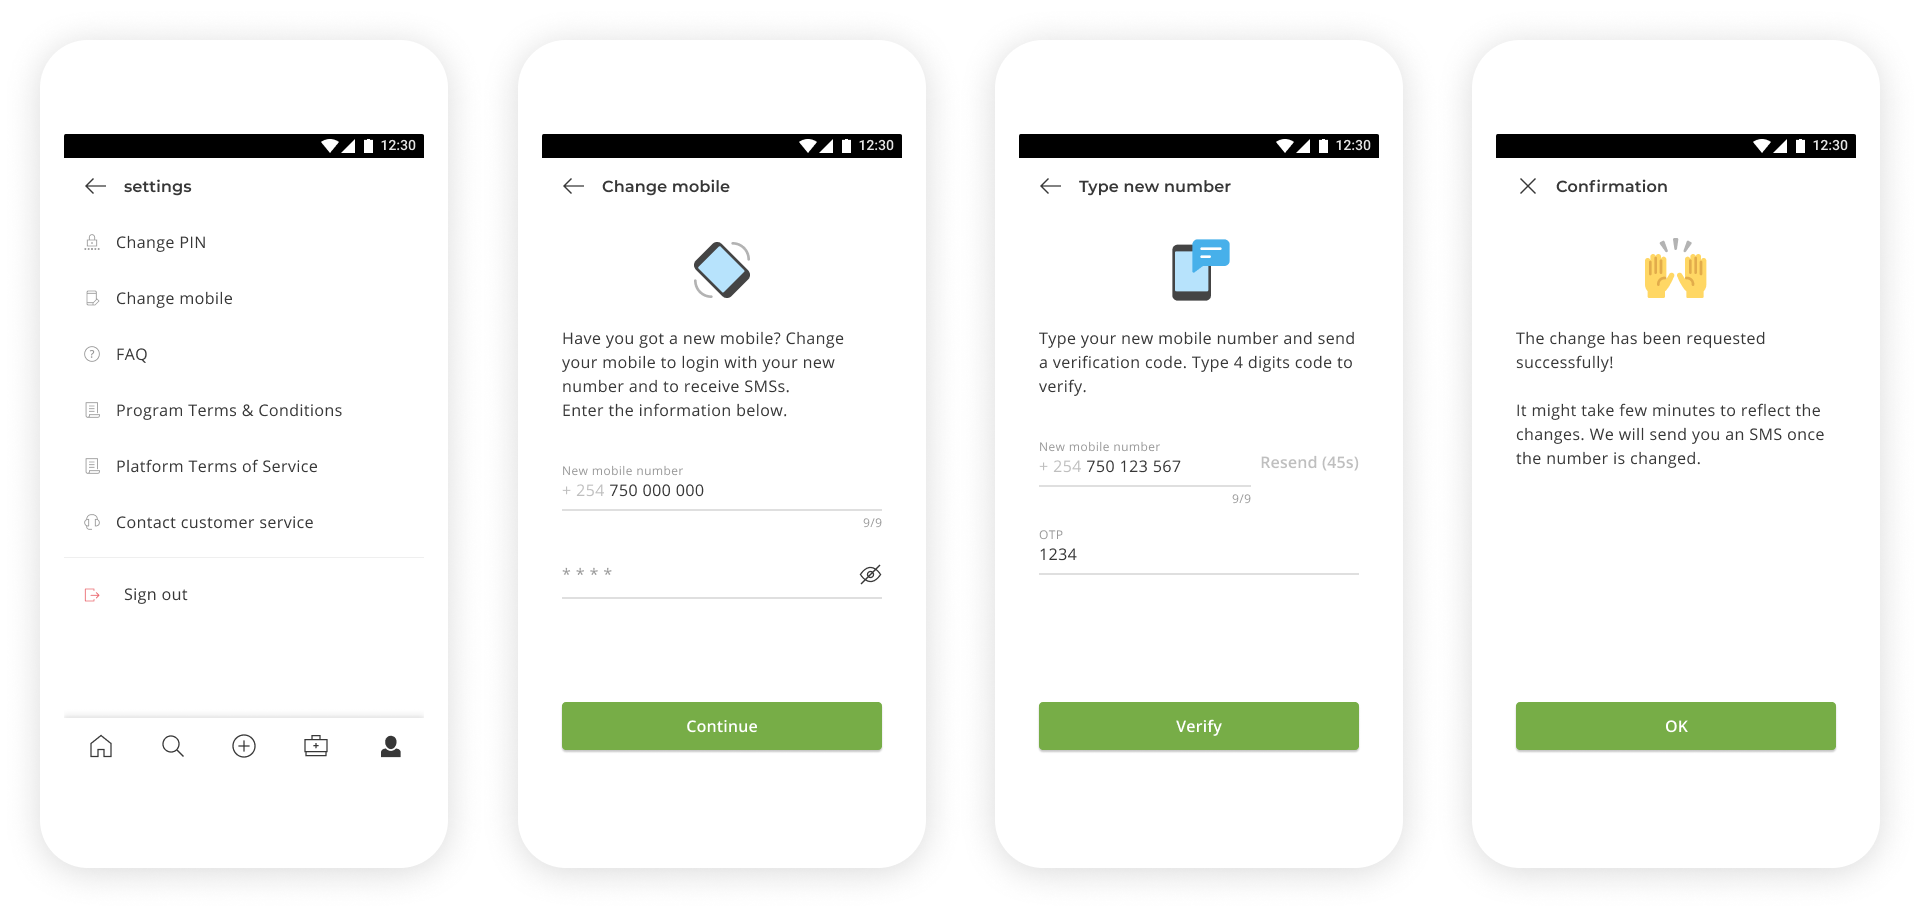 12:30
settings
Change PIN
Change mobile
FAQ
Program Terms & Conditions
Platform Terms of Service
Contact customer service
Sign out
12:30
Change mobile
Have you got a new mobile? Change
your mobile to login with your new
number and to receive SMSs.
Enter the information below.
New mobile number
+ 254 750 000 000
9/9
* * * *
Continue
12:30
Type new number
Type your new mobile number and send
a verification code. Type 4 digits code to
verify.
New mobile number
+ 254 750 123 567
Resend (45s)
9/9
OTP
1234
Verify
12:30
Confirmation
The change has been requested
successfully!
It might take few minutes to reflect the
changes. We will send you an SMS once
the number is changed.
OK